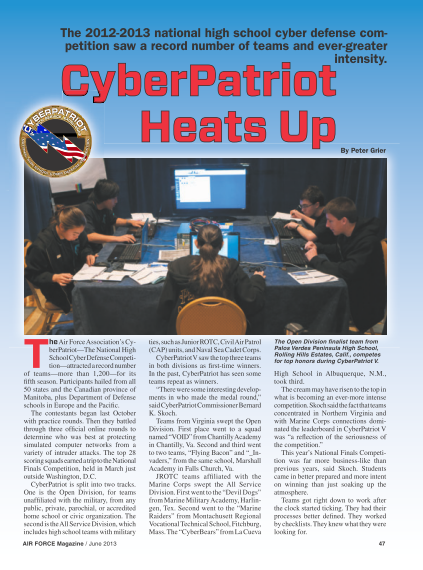 The 2012-2013 national high school cyber defense com-
petition saw a record number of teams and ever-greater
intensity.
CyberPatriot
Heats Up
By Peter Grier
CYBERPATRIOT
The Air Force Association's Cy-
berPatriot—The National High
School Cyber Defense Competi-
tion—attracted a record number
of teams—more than 1,200—for its
fifth season. Participants hailed from all
50 states and the Canadian province of
Manitoba, plus Department of Defense
schools in Europe and the Pacific.
The contestants began last October
with practice rounds. Then they battled
through three official online rounds to
determine who was best at protecting
simulated computer networks from a
variety of intruder attacks. The top 28
scoring squads earned a trip to the National
Finals Competition, held in March just
outside Washington, D.C.
CyberPatriot is split into two tracks.
One is the Open Division, for teams
unaffiliated with the military, from any
public, private, parochial, or accredited
home school or civic organization. The
second is the All Service Division, which
includes high school teams with military
ties, such as Junior ROTC, Civil Air Patrol
(CAP) units, and Naval Sea Cadet Corps.
CyberPatriot V saw the top three teams
in both divisions as first-time winners.
In the past, CyberPatriot has seen some
teams repeat as winners.
"There were some interesting develop-
ments in who made the medal round,"
said CyberPatriot Commissioner Bernard
K. Skoch.
Teams from Virginia swept the Open
Division. First place went to a squad
named "VOID" from Chantilly Academy
in Chantilly, Va. Second and third went
to two teams, "Flying Bacon" and "_In-
vaders," from the same school, Marshall
Academy in Falls Church, Va.
JROTC teams affiliated with the
Marine Corps swept the All Service
Division. First went to the "Devil Dogs"
from Marine Military Academy, Harlin-
gen, Tex. Second went to the "Marine
Raiders" from Montachusett Regional
Vocational Technical School, Fitchburg,
Mass. The "CyberBears" from La Cueva
The Open Division finalist team from
Palos Verdes Peninsula High School,
Rolling Hills Estates, Calif., competes
for top honors during CyberPatriot V.
High School in Albuquerque, N.M.,
took third.
The cream may have risen to the top in
what is becoming an ever-more intense
competition. Skoch said the fact that teams
concentrated in Northern Virginia and
with Marine Corps connections domi-
nated the leaderboard in CyberPatriot V
was "a reflection of the seriousness of
the competition."
This year's National Finals Competi-
tion was far more business-like than
previous years, said Skoch. Students
came in better prepared and more intent
on winning than just soaking up the
atmosphere.
Teams got right down to work after
the clock started ticking. They had their
processes better defined. They worked
by checklists. They knew what they were
looking for.
AIR FORCE Magazine / June 2013
47